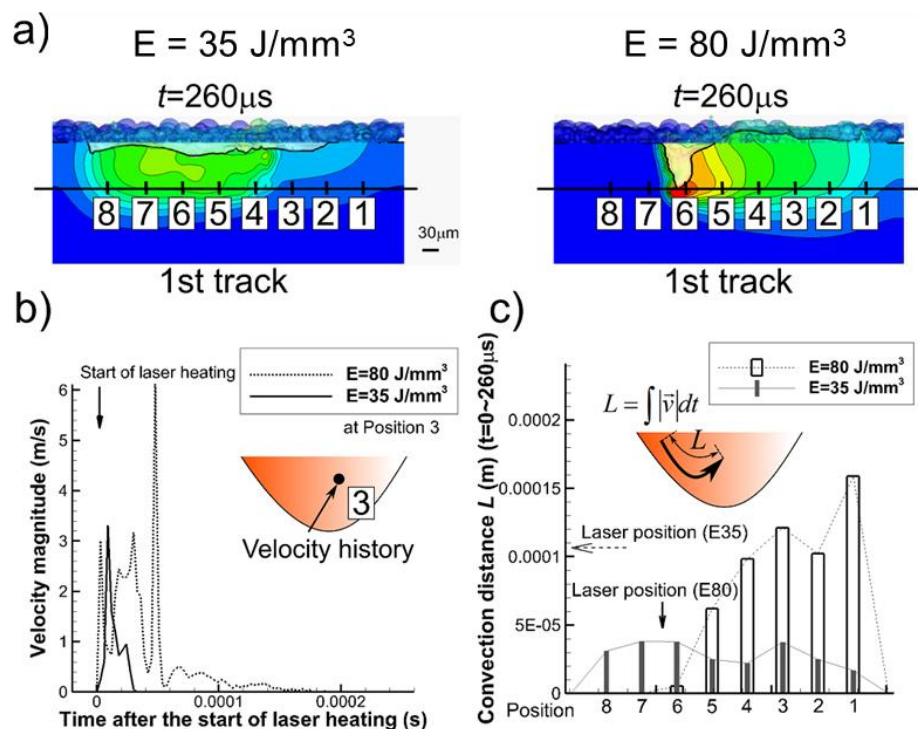 a)
E = 35 J/mm³
E = 80 J/mm³
t=260μs
t=260μs
8 7 6 5 4 3 2 1
8 7 6 5 4 3 2 1
30μm
1st track
1st track
b)
Start of laser heating
E=80 J/mm³
E=35 J/mm³
at Position 3
3
Velocity history
Velocity magnitude (m/s)
6
5
4
3
2
1
0
0
0.0001
0.0002
Time after the start of laser heating (s)
c)
E=80 J/mm³
E=35 J/mm³
L = ∫|v⃗|dt
L
Laser position (E35)
Laser position (E80)
Convection distance L (m) (t=0~260μs)
0.0002
0.00015
0.0001
5E-05
0
Position 8 7 6 5 4 3 2 1